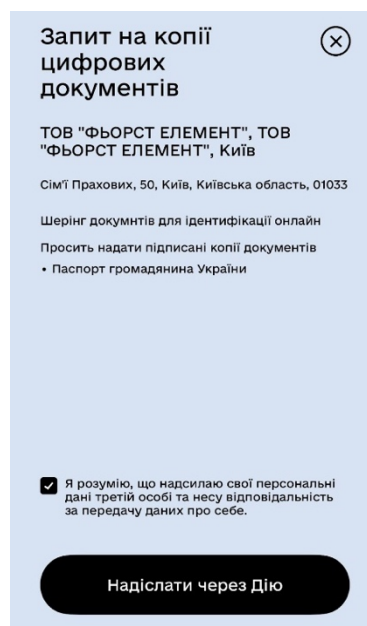 Запит на копії
цифрових
документів
ТОВ "ФЬОРСТ ЕЛЕМЕНТ", ТОВ
"ФЬОРСТ ЕЛЕМЕНТ", Київ
Сім'ї Прахових, 50, Київ, Київська область, 01033
Шерінг докумнтів для ідентифікації онлайн
Просить надати підписані копії документів
• Паспорт громадянина України
Я розумію, що надсилаю свої персональні
дані третій особі та несу відповідальність
за передачу даних про себе.
Надіслати через Дію